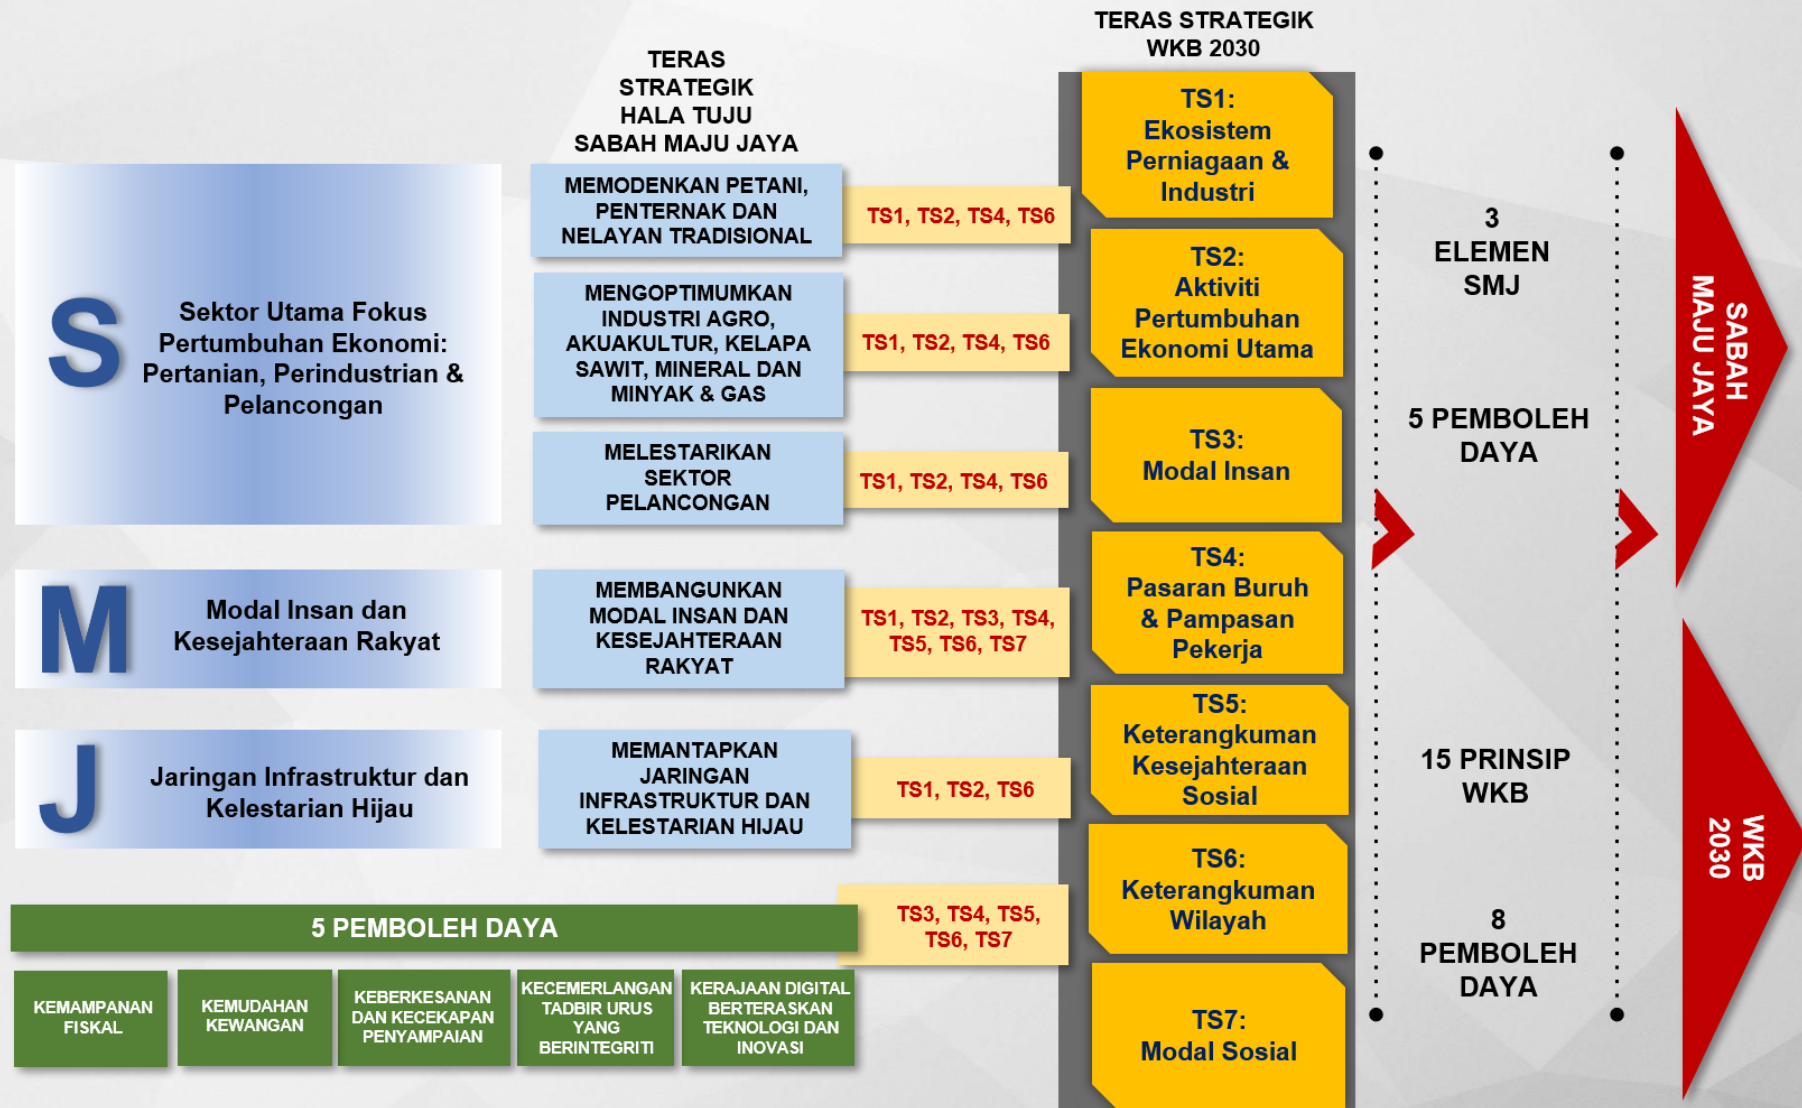 TERAS
STRATEGIK
HALA TUJU
SABAH MAJU JAYA
TERAS STRATEGIK
WKB 2030
S
Sektor Utama Fokus
Pertumbuhan Ekonomi:
Pertanian, Perindustrian &
Pelancongan
MEMODENKAN PETANI,
PENTERNAK DAN
NELAYAN TRADISIONAL
TS1, TS2, TS4, TS6
MENGOPTIMUMKAN
INDUSTRI AGRO,
AKUAKULTUR, KELAPA
SAWIT, MINERAL DAN
MINYAK & GAS
TS1, TS2, TS4, TS6
MELESTARIKAN
SEKTOR
PELANCONGAN
TS1, TS2, TS4, TS6
M
Modal Insan dan
Kesejahteraan Rakyat
MEMBANGUNKAN
MODAL INSAN DAN
KESEJAHTERAAN
RAKYAT
TS1, TS2, TS3, TS4,
TS5, TS6, TS7
J
Jaringan Infrastruktur dan
Kelestarian Hijau
MEMANTAPKAN
JARINGAN
INFRASTRUKTUR DAN
KELESTARIAN HIJAU
TS1, TS2, TS6
5 PEMBOLEH DAYA
TS3, TS4, TS5,
TS6, TS7
KEMAMPANAN
FISKAL
KEMUDAHAN
KEWANGAN
KEBERKESANAN
DAN KECEKAPAN
PENYAMPAIAN
KECEMERLANGAN
TADBIR URUS
YANG
BERINTEGRITI
KERAJAAN DIGITAL
BERTERASKAN
TEKNOLOGI DAN
INOVASI
TS1:
Ekosistem
Perniagaan &
Industri
TS2:
Aktiviti
Pertumbuhan
Ekonomi Utama
TS3:
Modal Insan
TS4:
Pasaran Buruh
& Pampasan
Pekerja
TS5:
Keterangkuman
Kesejahteraan
Sosial
TS6:
Keterangkuman
Wilayah
TS7:
Modal Sosial
3
ELEMEN
SMJ
5 PEMBOLEH
DAYA
15 PRINSIP
WKB
8
PEMBOLEH
DAYA
SABAH
MAJU JAYA
WKB
2030